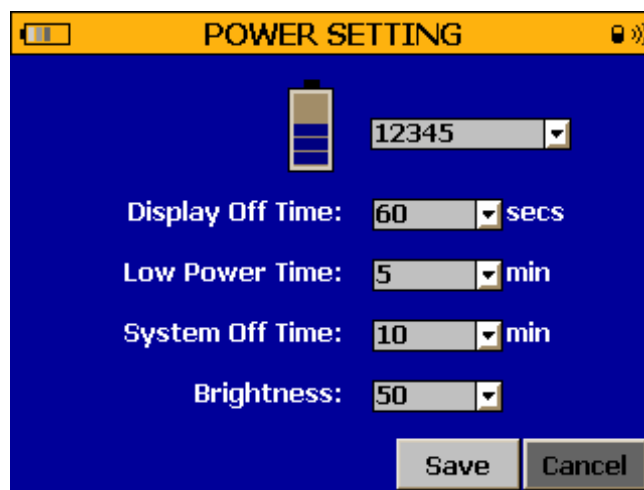 POWER SETTING
12345
Display Off Time: 60 secs
Low Power Time: 5 min
System Off Time: 10 min
Brightness: 50
Save Cancel